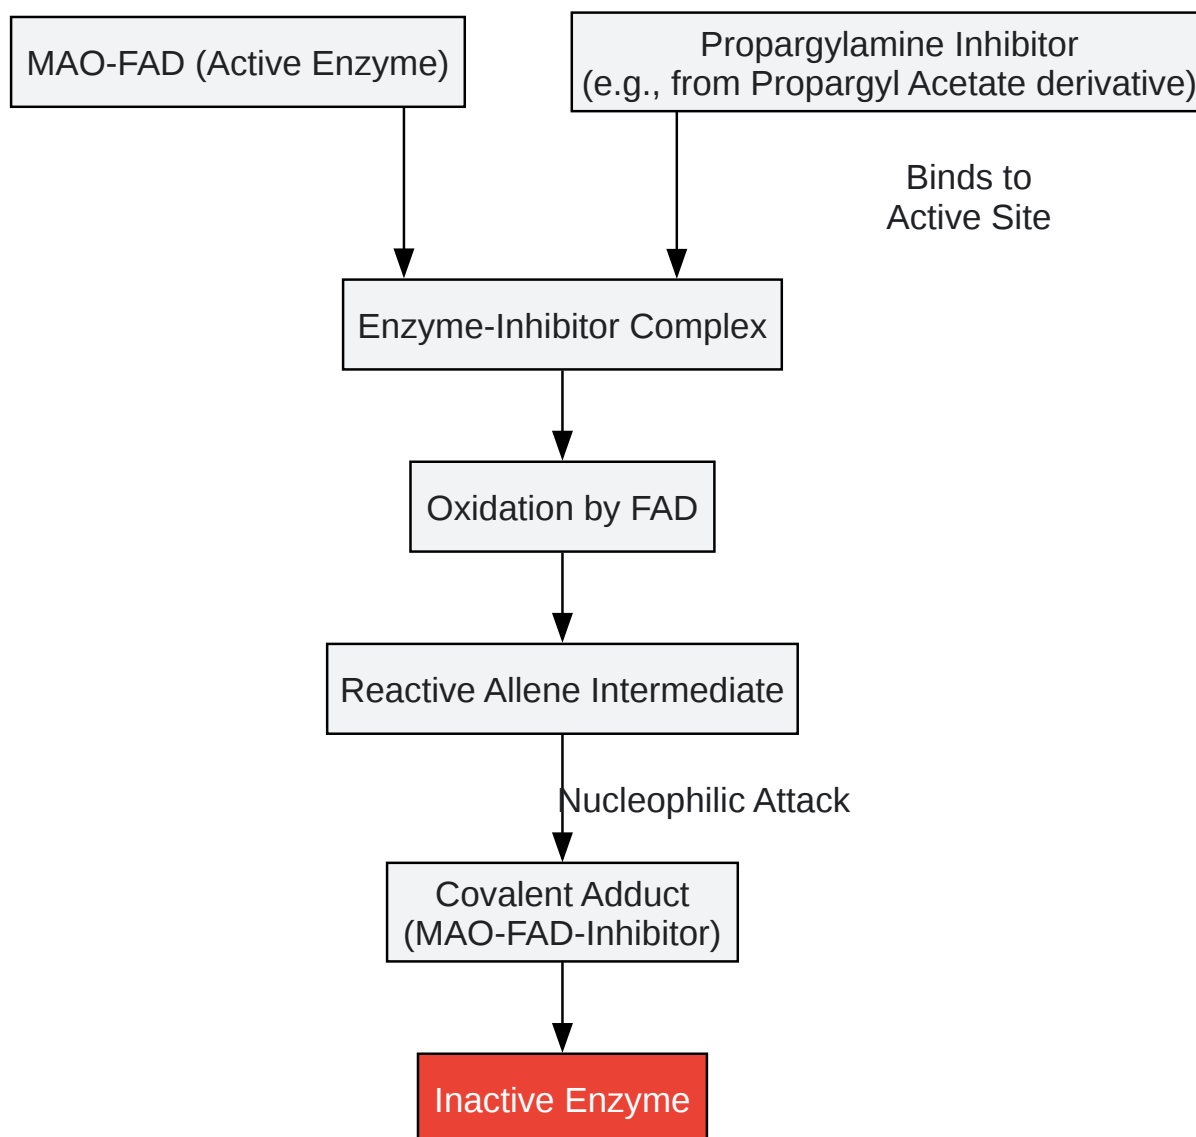 MAO-FAD (Active Enzyme)
Propargylamine Inhibitor
(e.g., from Propargyl Acetate derivative)
Binds to
Active Site
Enzyme-Inhibitor Complex
Oxidation by FAD
Reactive Allene Intermediate
Nucleophilic Attack
Covalent Adduct
(MAO-FAD-Inhibitor)
Inactive Enzyme